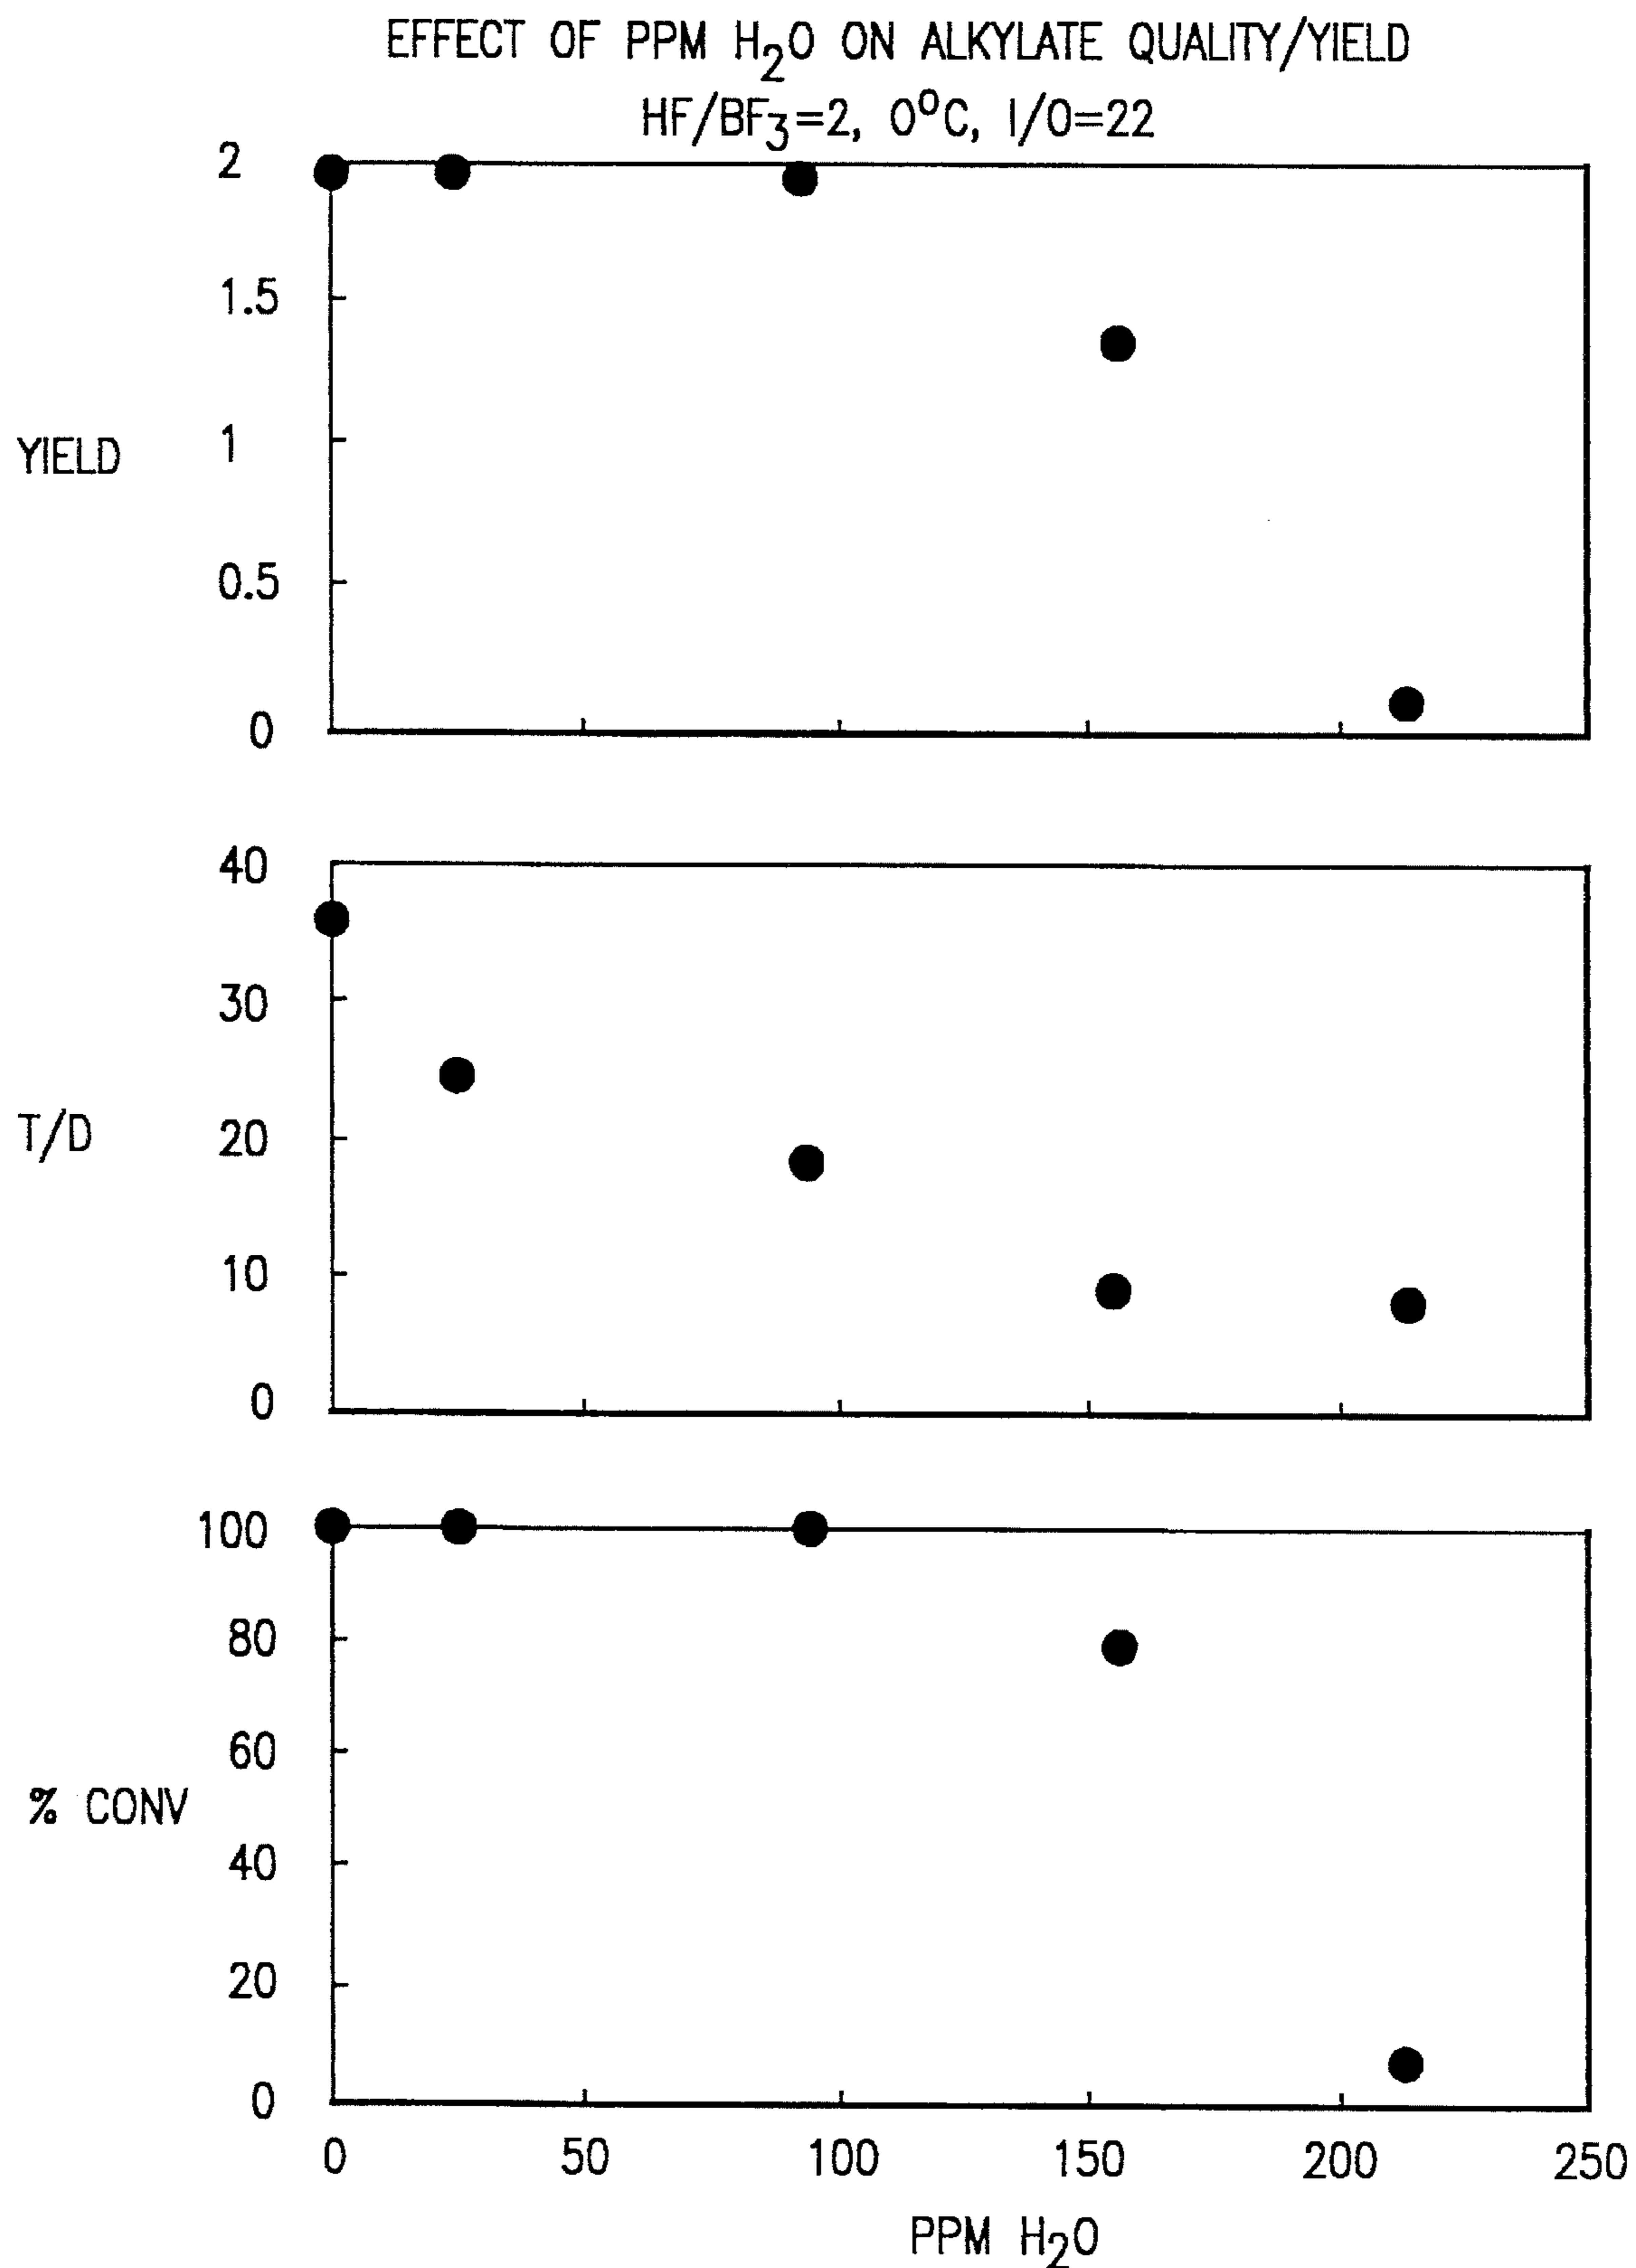 EFFECT OF PPM H₂O ON ALKYLATE QUALITY/YIELD
HF/BF₃=2, 0°C, I/O=22
2
1.5
YIELD 1
0.5
0
40
30
T/D 20
10
0
100
80
60
% CONV
40
20
0
0 50 100 150 200 250
PPM H₂O